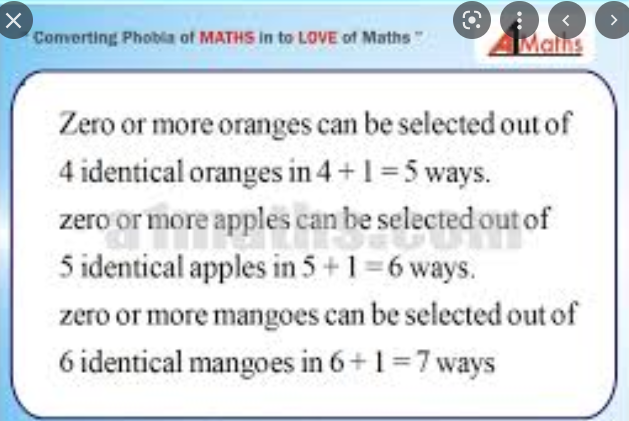 " Converting Phobia of MATHS in to LOVE of Maths "
A1Maths
Zero or more oranges can be selected out of
4 identical oranges in 4 + 1 = 5 ways.
zero or more apples can be selected out of
5 identical apples in 5 + 1 = 6 ways.
zero or more mangoes can be selected out of
6 identical mangoes in 6 + 1 = 7 ways
a1maths.com